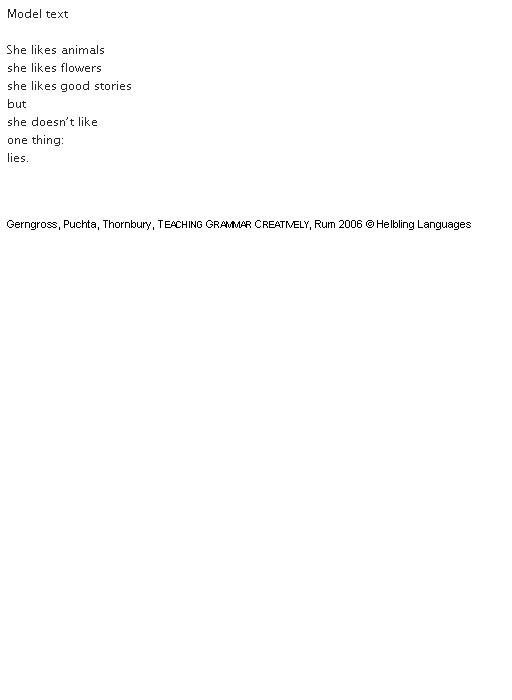 Model text
She likes animals
she likes flowers
she likes good stories
but
she doesn't like
one thing:
lies.
Gerngross, Puchta, Thornbury, TEACHING GRAMMAR CREATIVELY, Rum 2006 © Helbling Languages